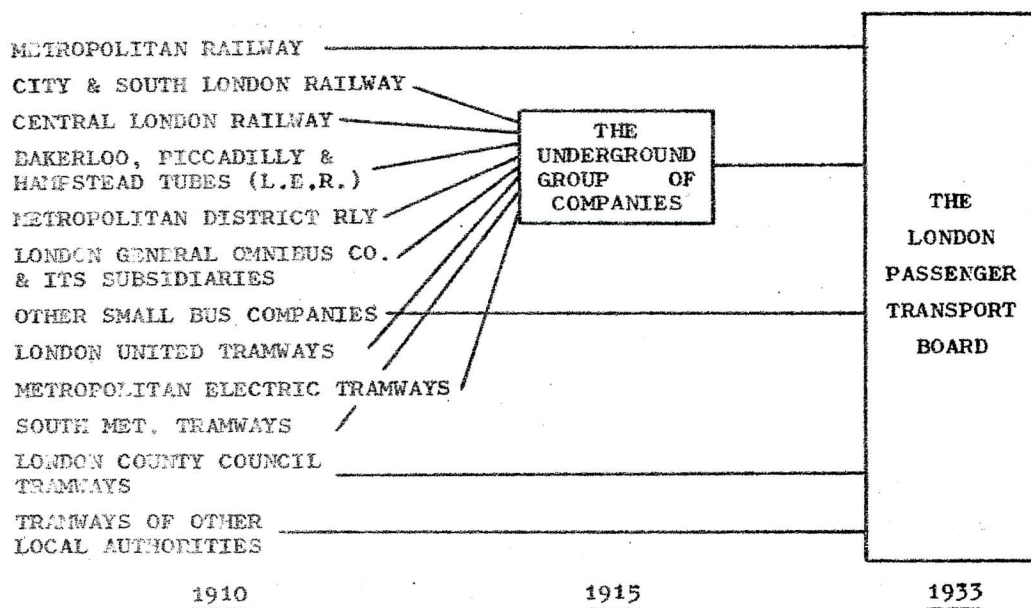 METROPOLITAN RAILWAY
CITY & SOUTH LONDON RAILWAY
CENTRAL LONDON RAILWAY
BAKERLOO, PICCADILLY &
HAMPSTEAD TUBES (L.E.R.)
METROPOLITAN DISTRICT RLY
LONDON GENERAL OMNIBUS CO.
& ITS SUBSIDIARIES
OTHER SMALL BUS COMPANIES
LONDON UNITED TRAMWAYS
METROPOLITAN ELECTRIC TRAMWAYS
SOUTH MET. TRAMWAYS
LONDON COUNTY COUNCIL
TRAMWAYS
TRAMWAYS OF OTHER
LOCAL AUTHORITIES
THE
UNDERGROUND
GROUP OF
COMPANIES
THE
LONDON
PASSENGER
TRANSPORT
BOARD
1910
1915
1933